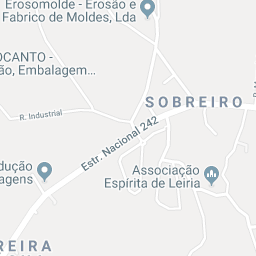 Erosomolde - Erosão e
Fabrico de Moldes, Lda
OCANTO -
ão, Embalagem...
SOBREIRO
R. Industrial
Estr. Nacional 242
Associação
Espírita de Leiria
dução
agens
REIRA